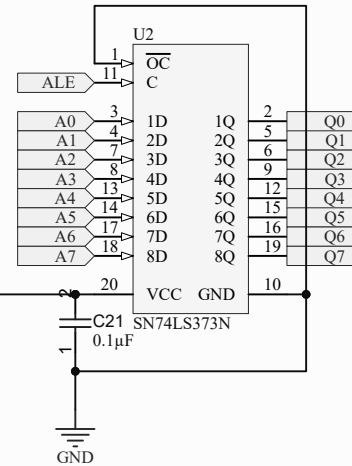 U2
1 OC
ALE 11 C
A0 3 1D 1Q 2 Q0
A1 4 2D 2Q 5 Q1
A2 7 3D 3Q 6 Q2
A3 8 4D 4Q 9 Q3
A4 13 5D 5Q 12 Q4
A5 14 6D 6Q 15 Q5
A6 17 7D 7Q 16 Q6
A7 18 8D 8Q 19 Q7
2 20 VCC GND 10
C21 SN74LS373N
1 0.1µF
GND